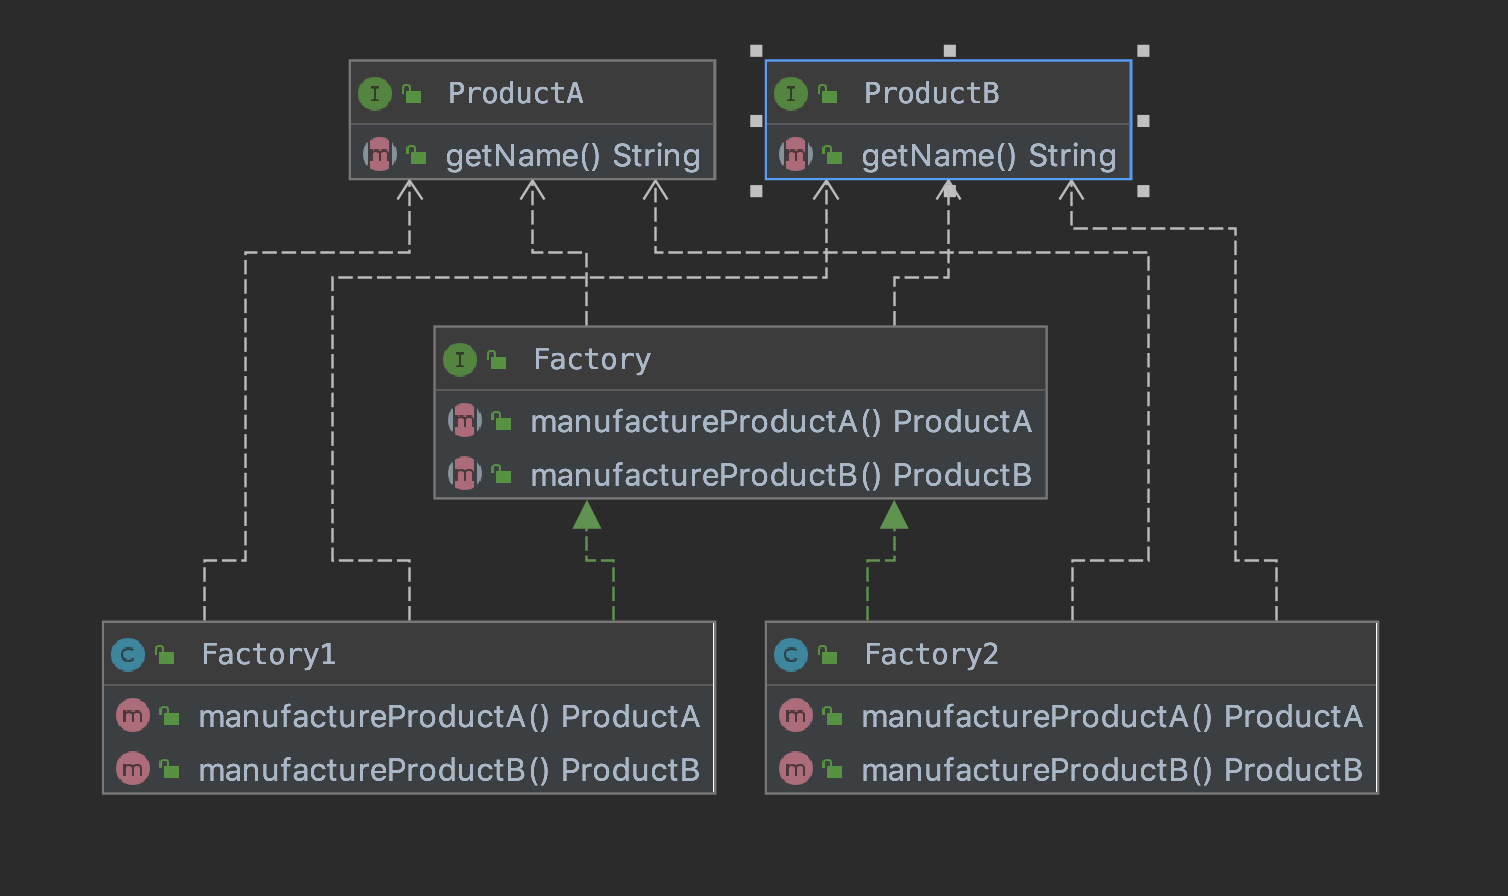 I ProductA
m getName() String
I ProductB
m getName() String
I Factory
m manufactureProductA() ProductA
m manufactureProductB() ProductB
C Factory1
m manufactureProductA() ProductA
m manufactureProductB() ProductB
C Factory2
m manufactureProductA() ProductA
m manufactureProductB() ProductB